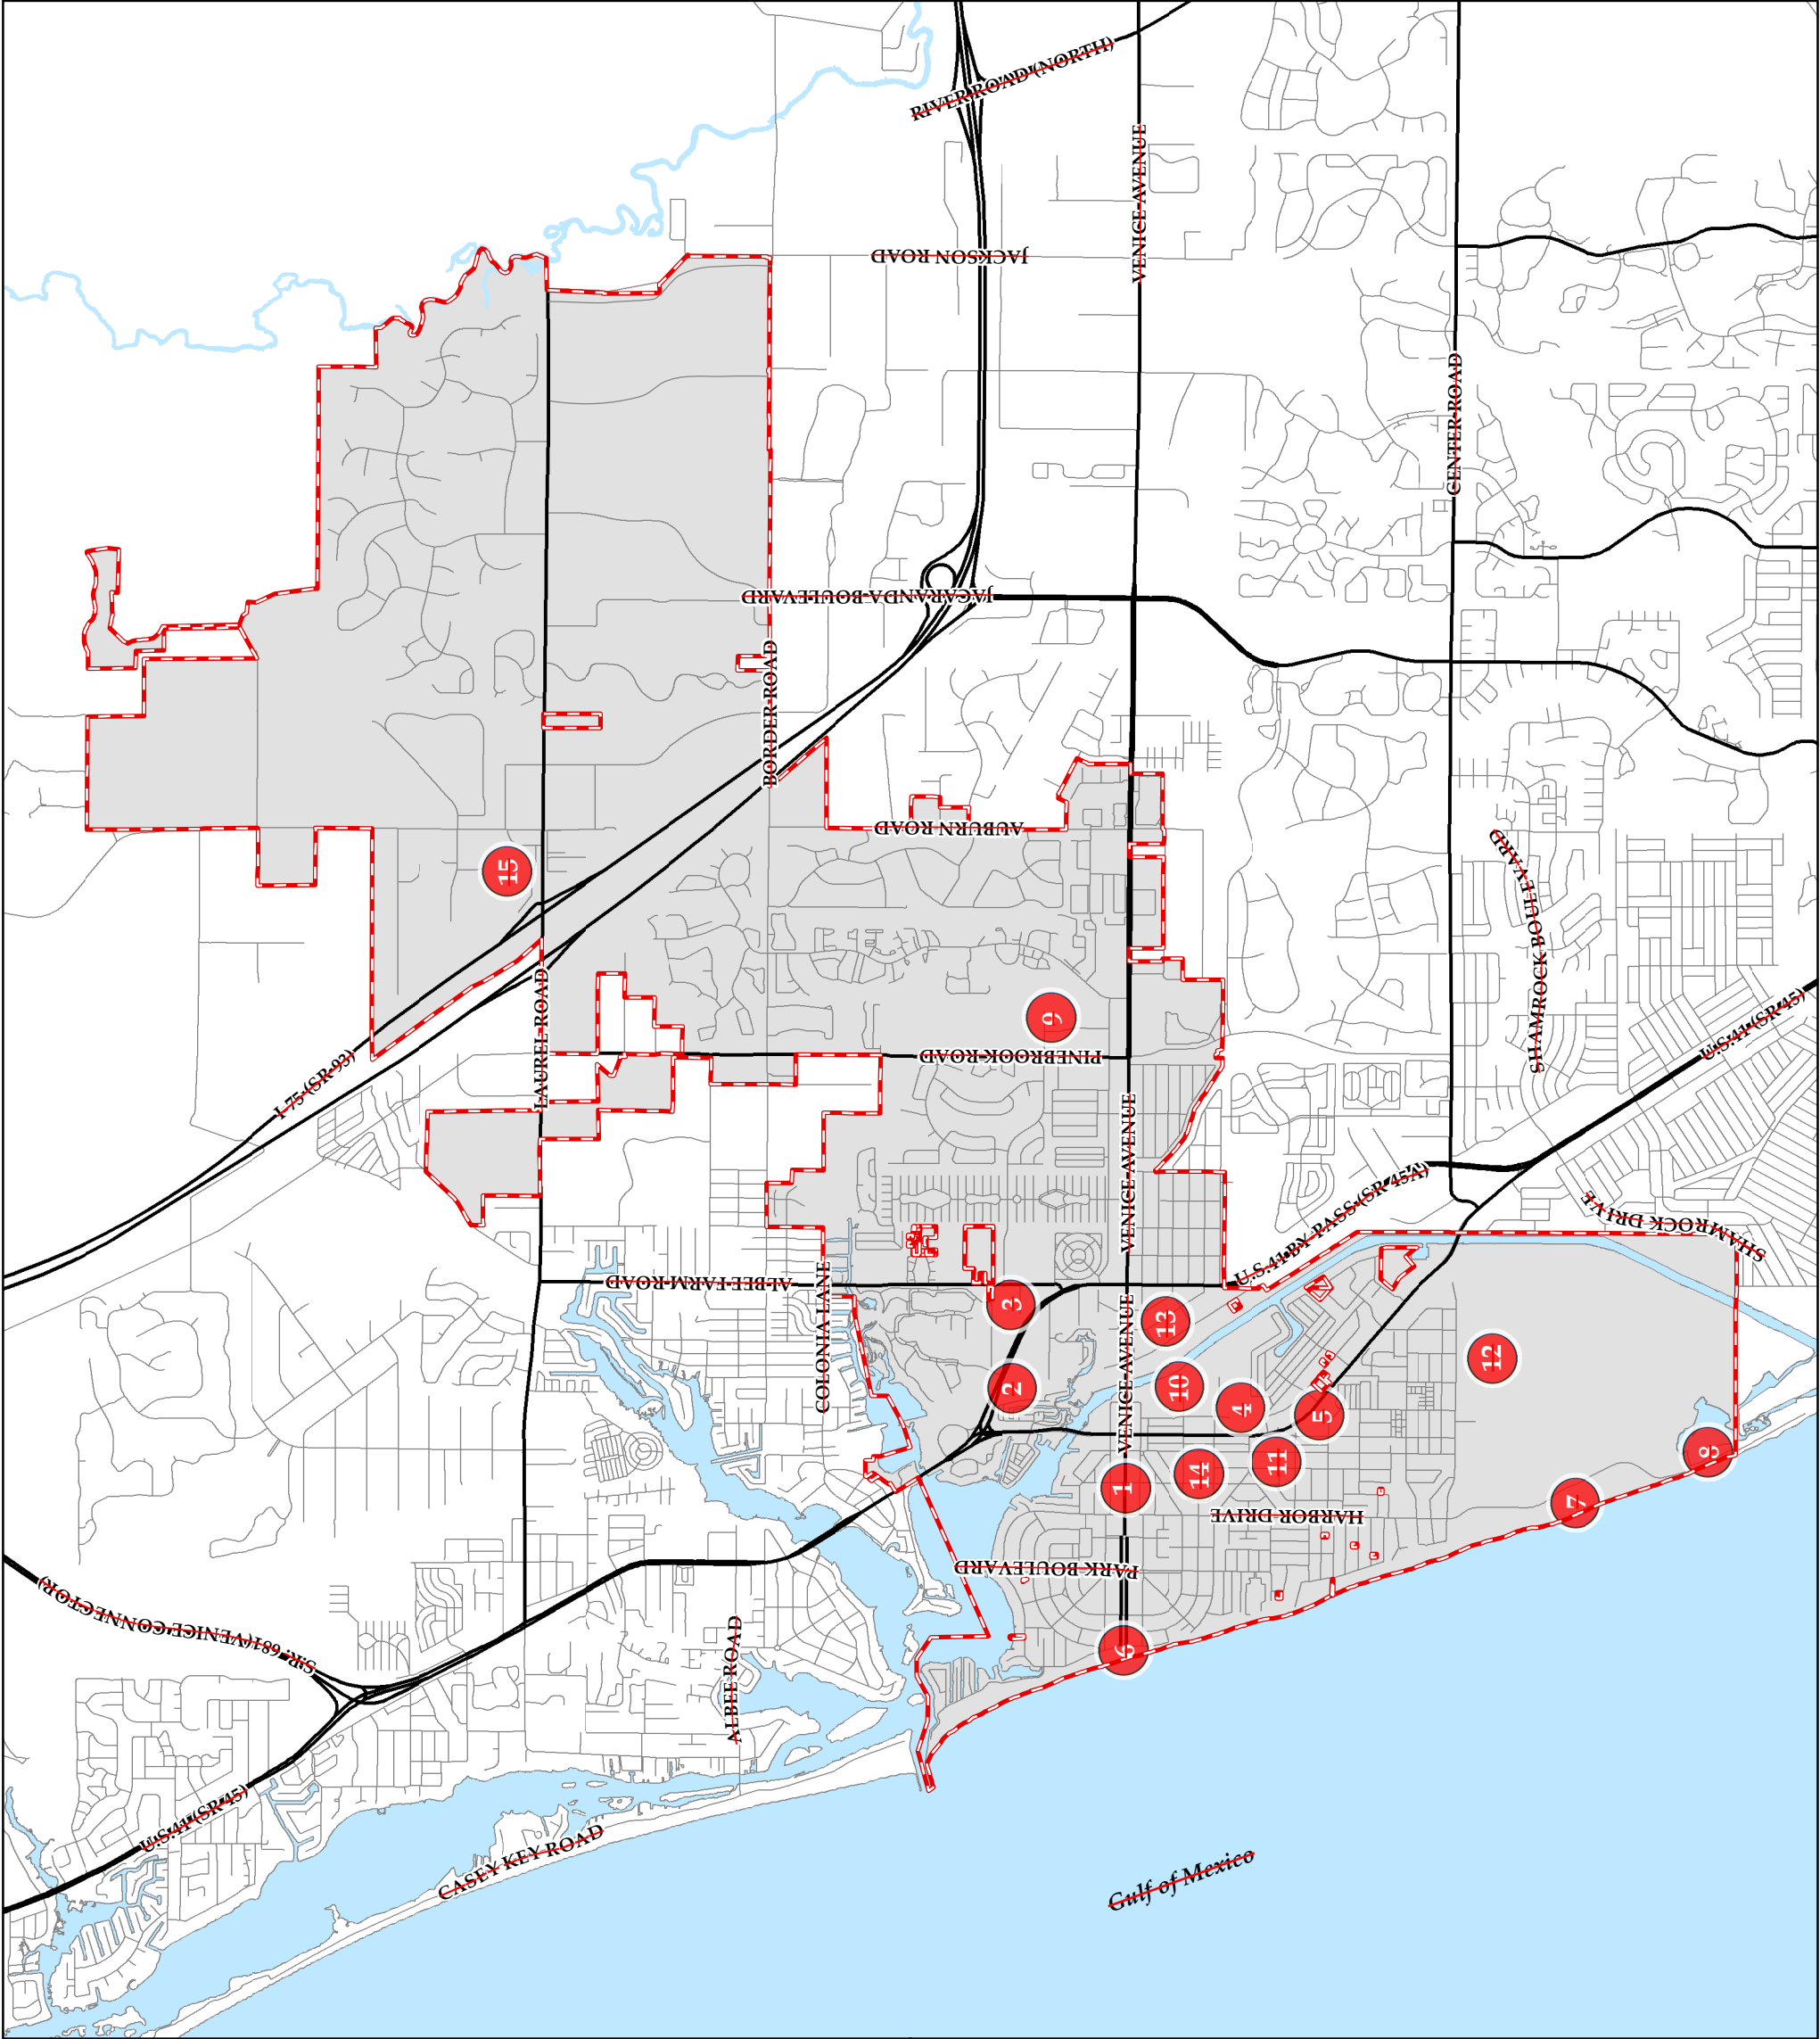 RIVER ROAD (NORTH)
VENICE AVENUE
JACKSON ROAD
CENTER ROAD
JACARANDA BOULEVARD
BORDER ROAD
AUBURN ROAD
SHAMROCK BOULEVARD
15
LAUREL ROAD
9
PINEBROOK ROAD
I-75 (SR 93)
U.S. 41 (SR 45)
VENICE AVENUE
U.S. 41 BY-PASS (SR 45A)
SHAMROCK DRIVE
ALBEE FARM ROAD
COLONIA LANE
3
13
VENICE AVENUE
2
10
12
4
5
14
11
1
8
7
HARBOR DRIVE
PARK BOULEVARD
6
S.R. 681 (VENICE CONNECTOR)
ALBEE ROAD
U.S. 41 (SR 45)
CASEY KEY ROAD
Gulf of Mexico